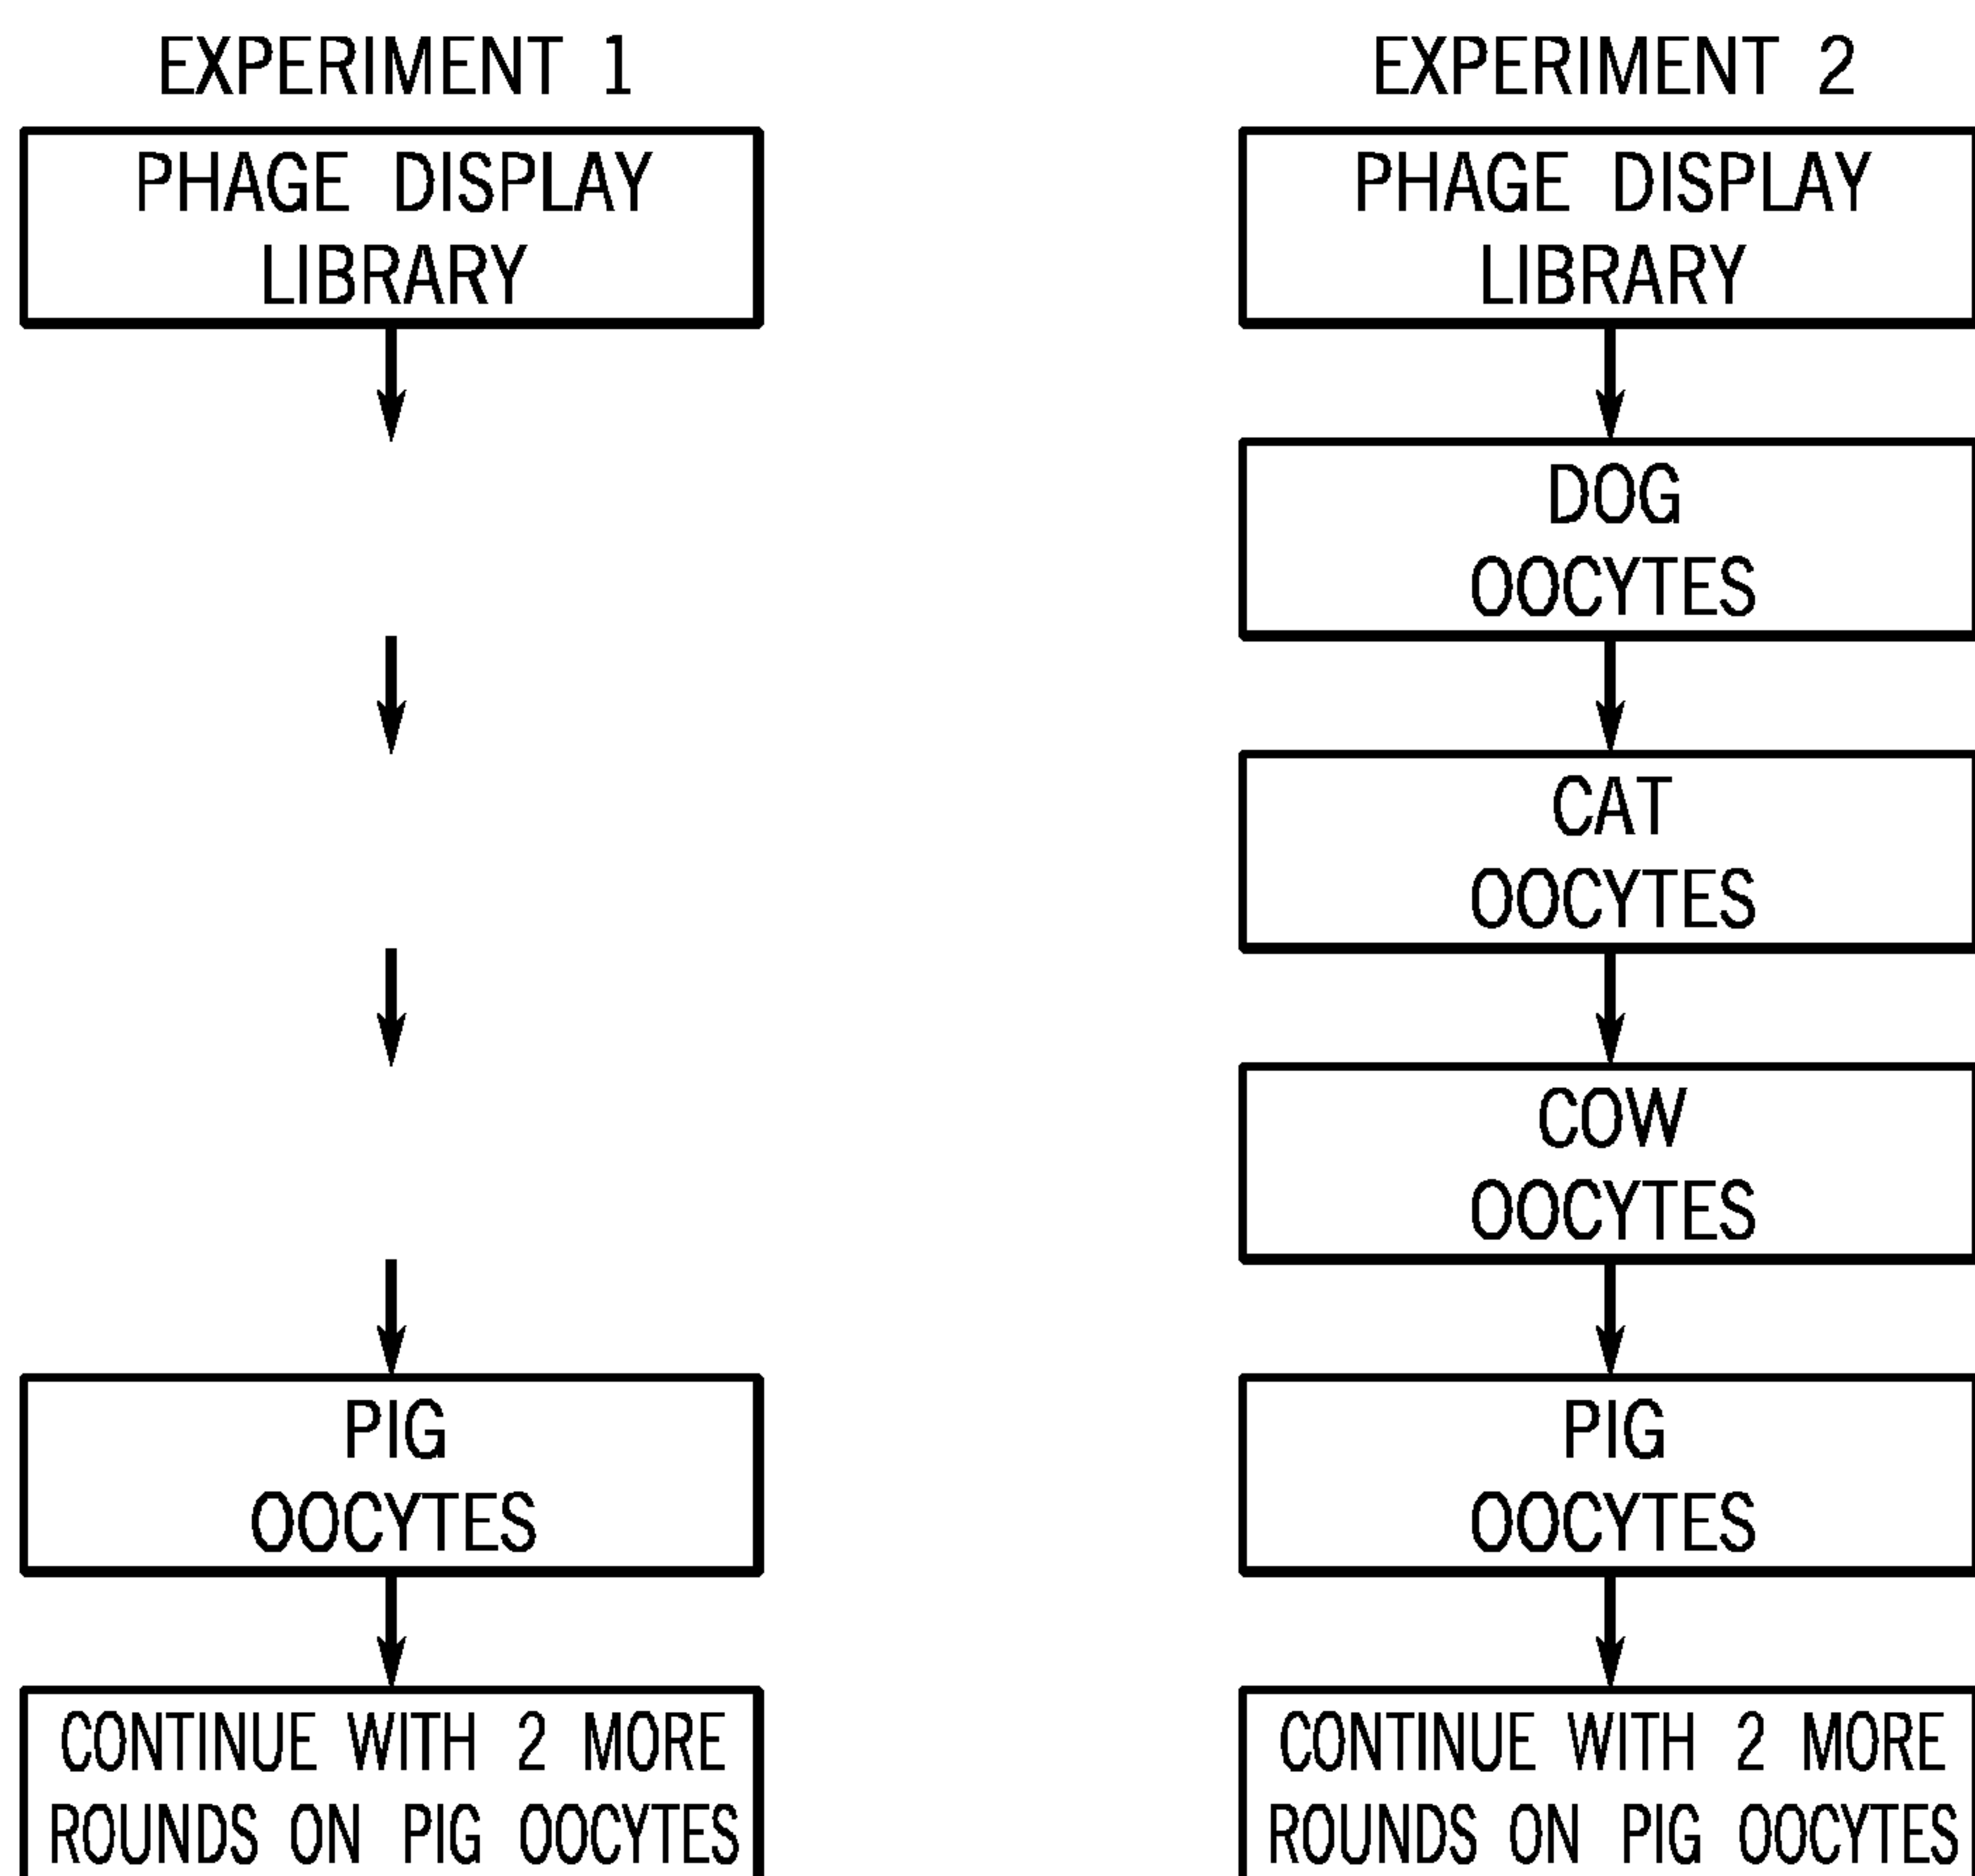 EXPERIMENT 1
PHAGE DISPLAY
LIBRARY
PIG
OOCYTES
CONTINUE WITH 2 MORE
ROUNDS ON PIG OOCYTES
EXPERIMENT 2
PHAGE DISPLAY
LIBRARY
DOG
OOCYTES
CAT
OOCYTES
COW
OOCYTES
PIG
OOCYTES
CONTINUE WITH 2 MORE
ROUNDS ON PIG OOCYTES